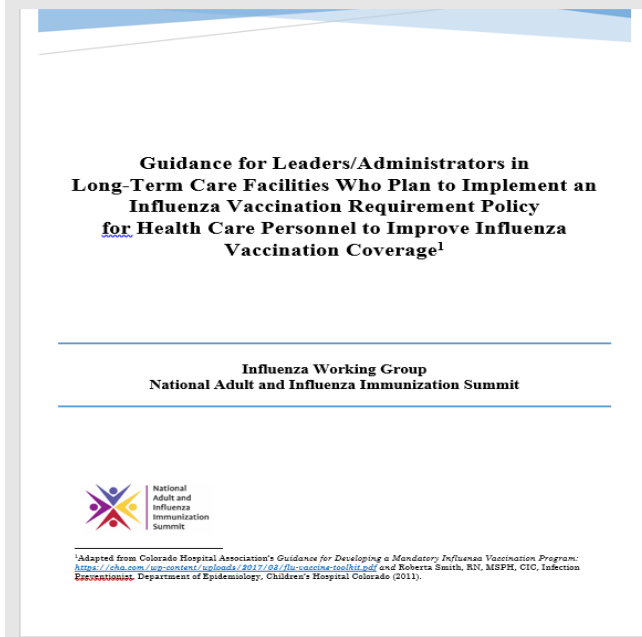 Guidance for Leaders/Administrators in
Long-Term Care Facilities Who Plan to Implement an
Influenza Vaccination Requirement Policy
for Health Care Personnel to Improve Influenza
Vaccination Coverage¹
Influenza Working Group
National Adult and Influenza Immunization Summit
National
Adult and
Influenza
Immunization
Summit
¹Adapted from Colorado Hospital Association's Guidance for Developing a Mandatory Influenza Vaccination Program:
https://cha.com/wp-content/uploads/2017/03/flu-vaccine-toolkit.pdf and Roberta Smith, RN, MSPH, CIC, Infection
Preventionist, Department of Epidemiology, Children's Hospital Colorado (2011).